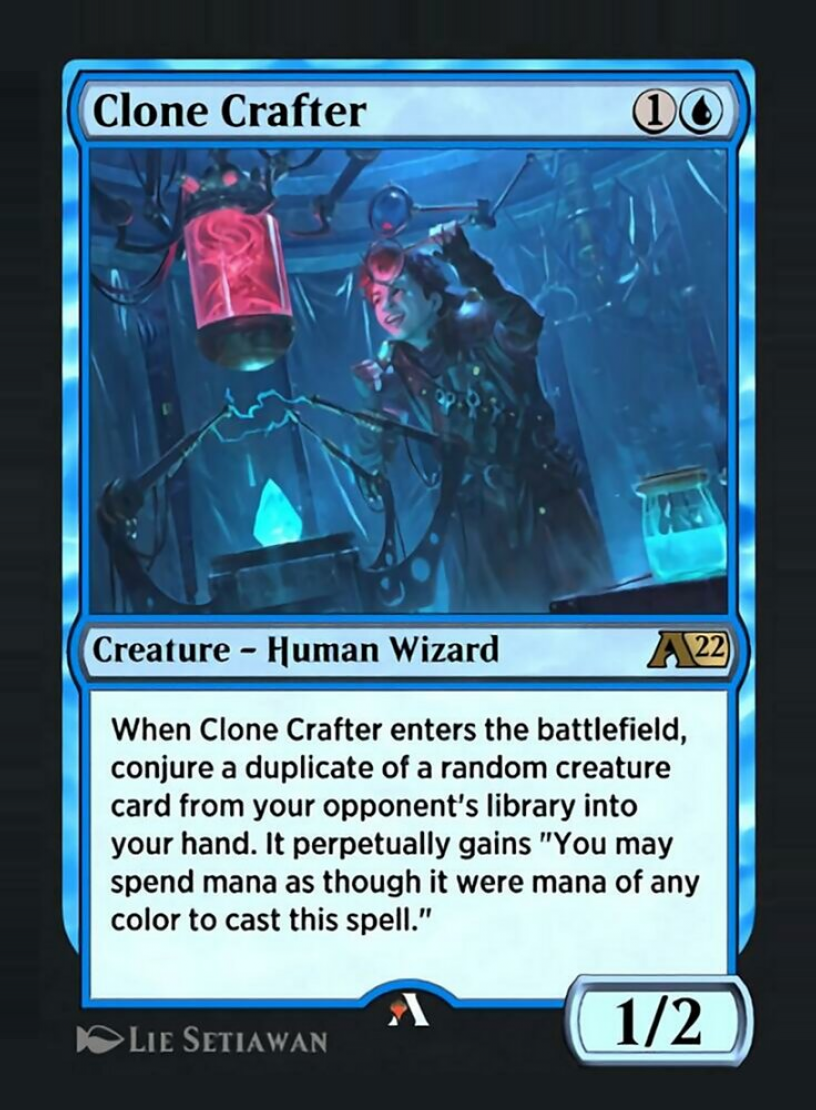 Clone Crafter 1
Creature – Human Wizard A22
When Clone Crafter enters the battlefield,
conjure a duplicate of a random creature
card from your opponent's library into
your hand. It perpetually gains "You may
spend mana as though it were mana of any
color to cast this spell."
1/2
Lie Setiawan